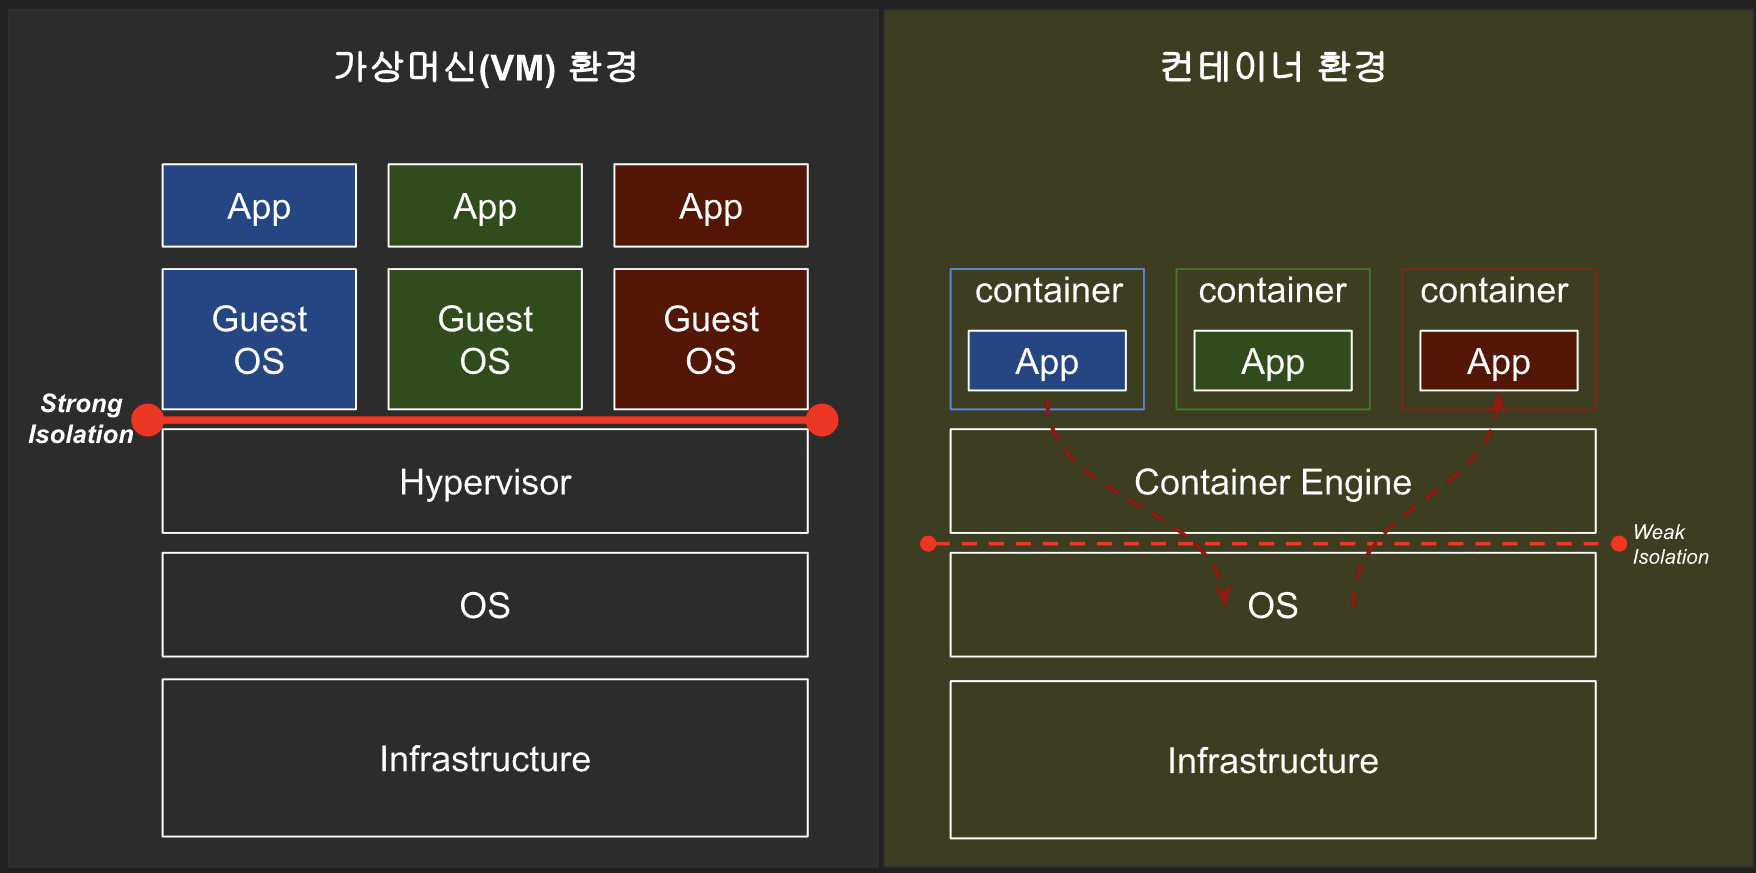 가상머신(VM) 환경
App
App
App
Guest
OS
Guest
OS
Guest
OS
Strong
Isolation
Hypervisor
OS
Infrastructure
컨테이너 환경
container
container
container
App
App
App
Container Engine
Weak
Isolation
OS
Infrastructure